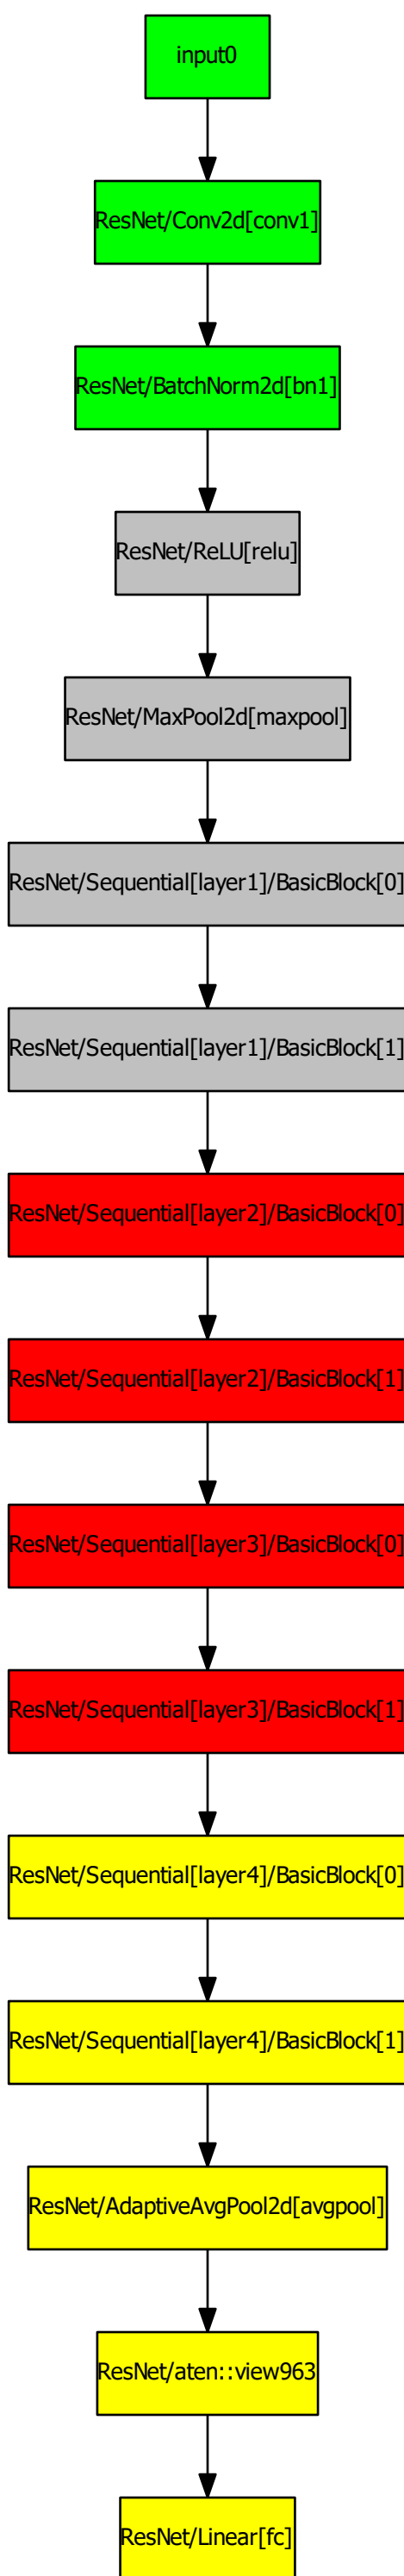 input0
ResNet/Conv2d[conv1]
ResNet/BatchNorm2d[bn1]
ResNet/ReLU[relu]
ResNet/MaxPool2d[maxpool]
ResNet/Sequential[layer1]/BasicBlock[0]
ResNet/Sequential[layer1]/BasicBlock[1]
ResNet/Sequential[layer2]/BasicBlock[0]
ResNet/Sequential[layer2]/BasicBlock[1]
ResNet/Sequential[layer3]/BasicBlock[0]
ResNet/Sequential[layer3]/BasicBlock[1]
ResNet/Sequential[layer4]/BasicBlock[0]
ResNet/Sequential[layer4]/BasicBlock[1]
ResNet/AdaptiveAvgPool2d[avgpool]
ResNet/aten::view963
ResNet/Linear[fc]